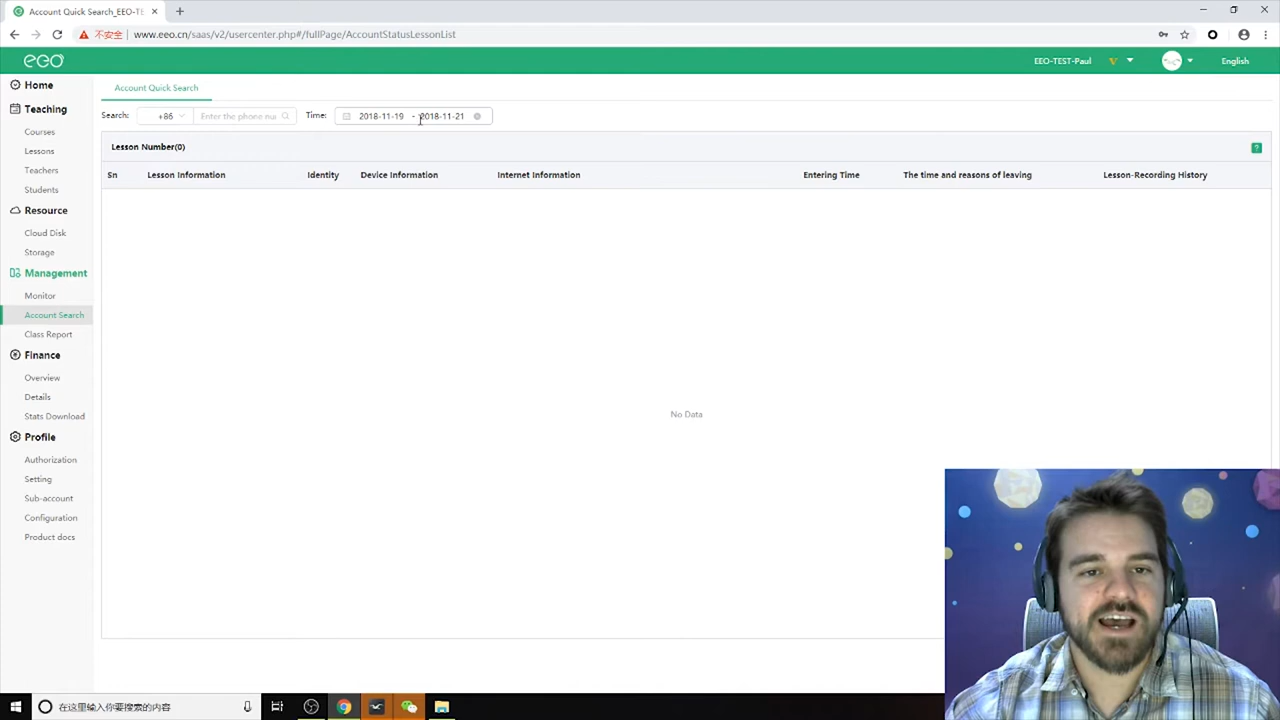 Account Quick Search_EEO-TE
不安全
www.eeo.cn/saas/v2/usercenter.php#/fullPage/AccountStatusLessonList
eeo
EEO-TEST-Paul
V
English
Home
Teaching
Courses
Lessons
Teachers
Students
Resource
Cloud Disk
Storage
Management
Monitor
Account Search
Class Report
Finance
Overview
Details
Stats Download
Profile
Authorization
Setting
Sub-account
Configuration
Product docs
Account Quick Search
Search: +86 Enter the phone nu Time: 2018-11-19 - 2018-11-21
Lesson Number(0)
?
Sn Lesson Information Identity Device Information Internet Information Entering Time The time and reasons of leaving Lesson-Recording History
No Data
在这里输入你要搜索的内容